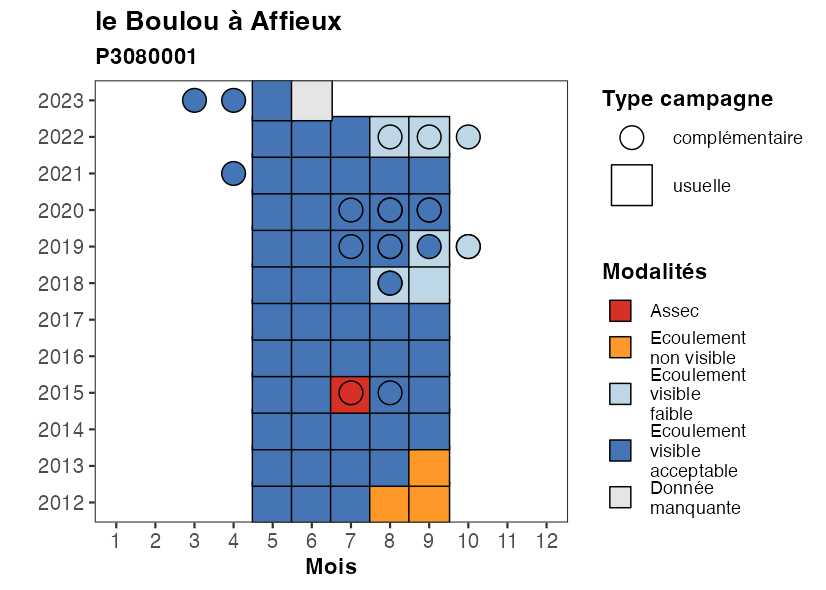 le Boulou à Affieux
P3080001
2023
2022
2021
2020
2019
2018
2017
2016
2015
2014
2013
2012
1 2 3 4 5 6 7 8 9 10 11 12
Mois
Type campagne
complémentaire
usuelle
Modalités
Assec
Ecoulement
non visible
Ecoulement
visible
faible
Ecoulement
visible
acceptable
Donnée
manquante